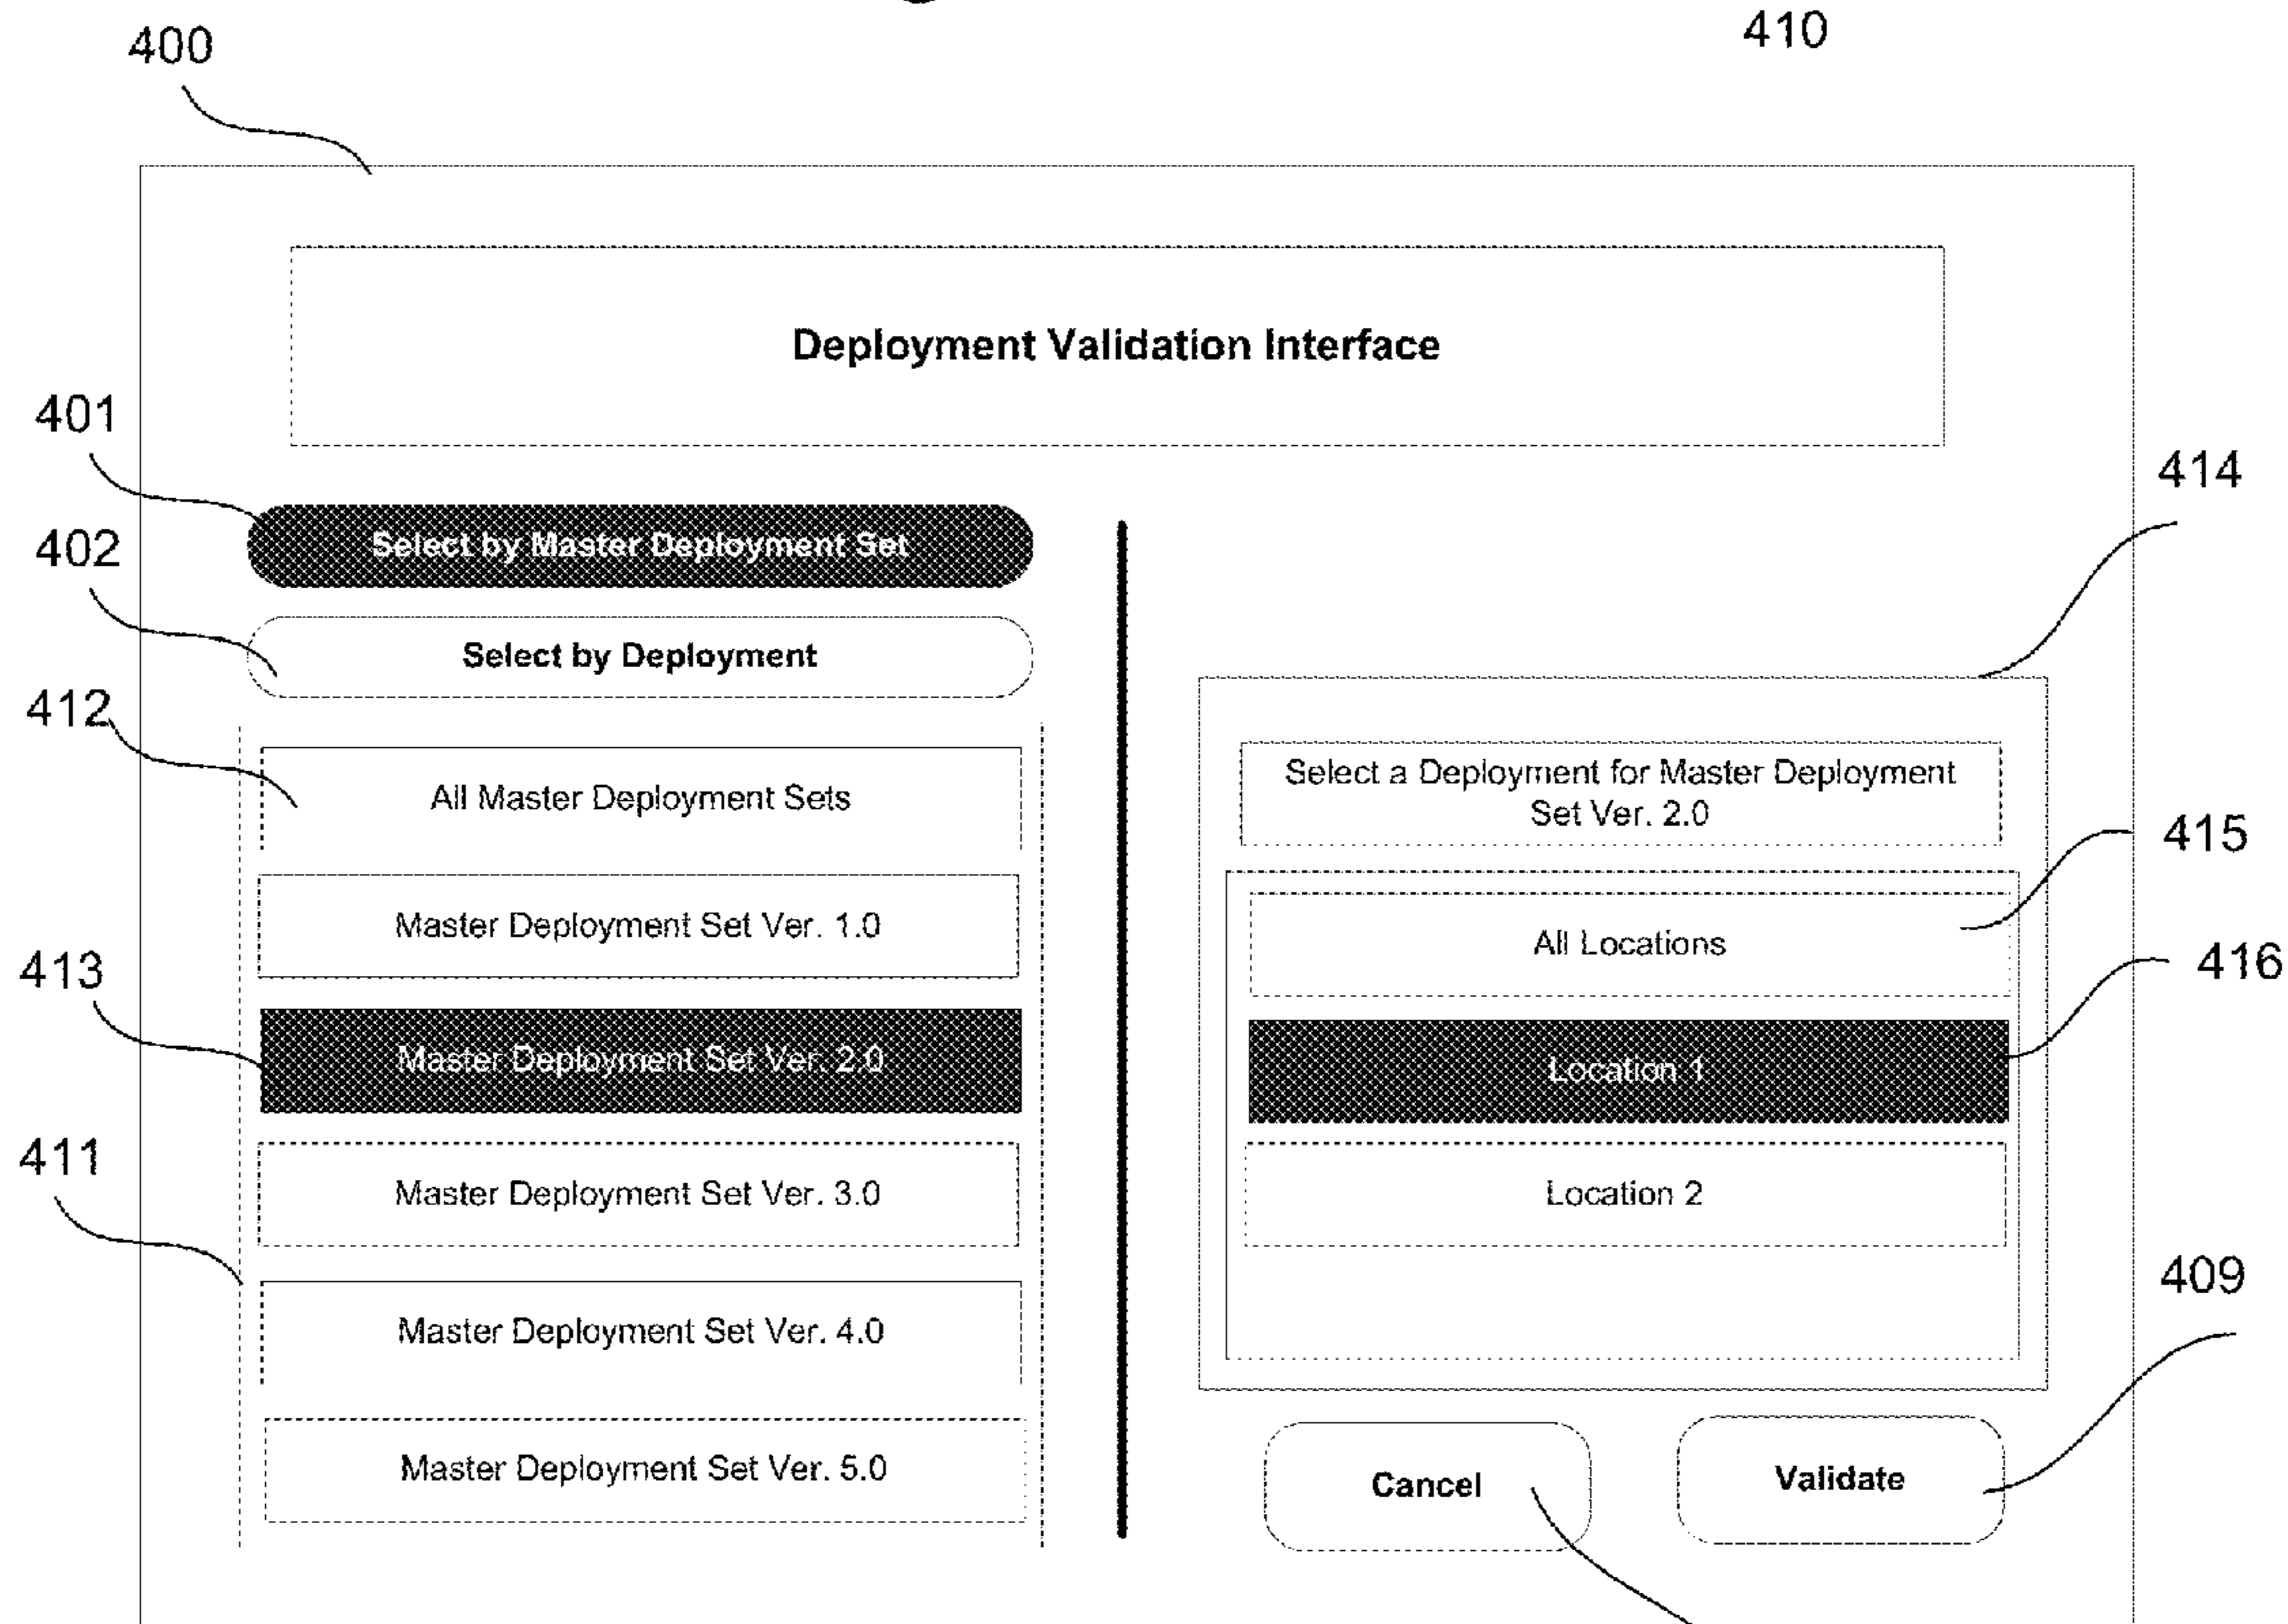 400
410
Deployment Validation Interface
401
414
Select by Master Deployment Set
402
Select by Deployment
412
All Master Deployment Sets
Select a Deployment for Master Deployment
Set Ver. 2.0
415
Master Deployment Set Ver. 1.0
All Locations
413
416
Master Deployment Set Ver. 2.0
Location 1
411
Master Deployment Set Ver. 3.0
Location 2
409
Master Deployment Set Ver. 4.0
Master Deployment Set Ver. 5.0
Cancel
Validate